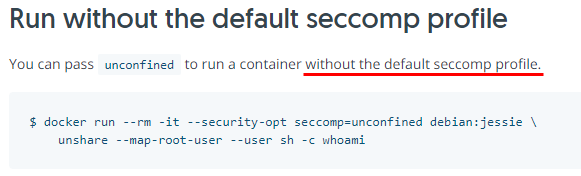 Run without the default seccomp profile
You can pass unconfined to run a container without the default seccomp profile.
$ docker run --rm -it --security-opt seccomp=unconfined debian:jessie \
unshare --map-root-user --user sh -c whoami